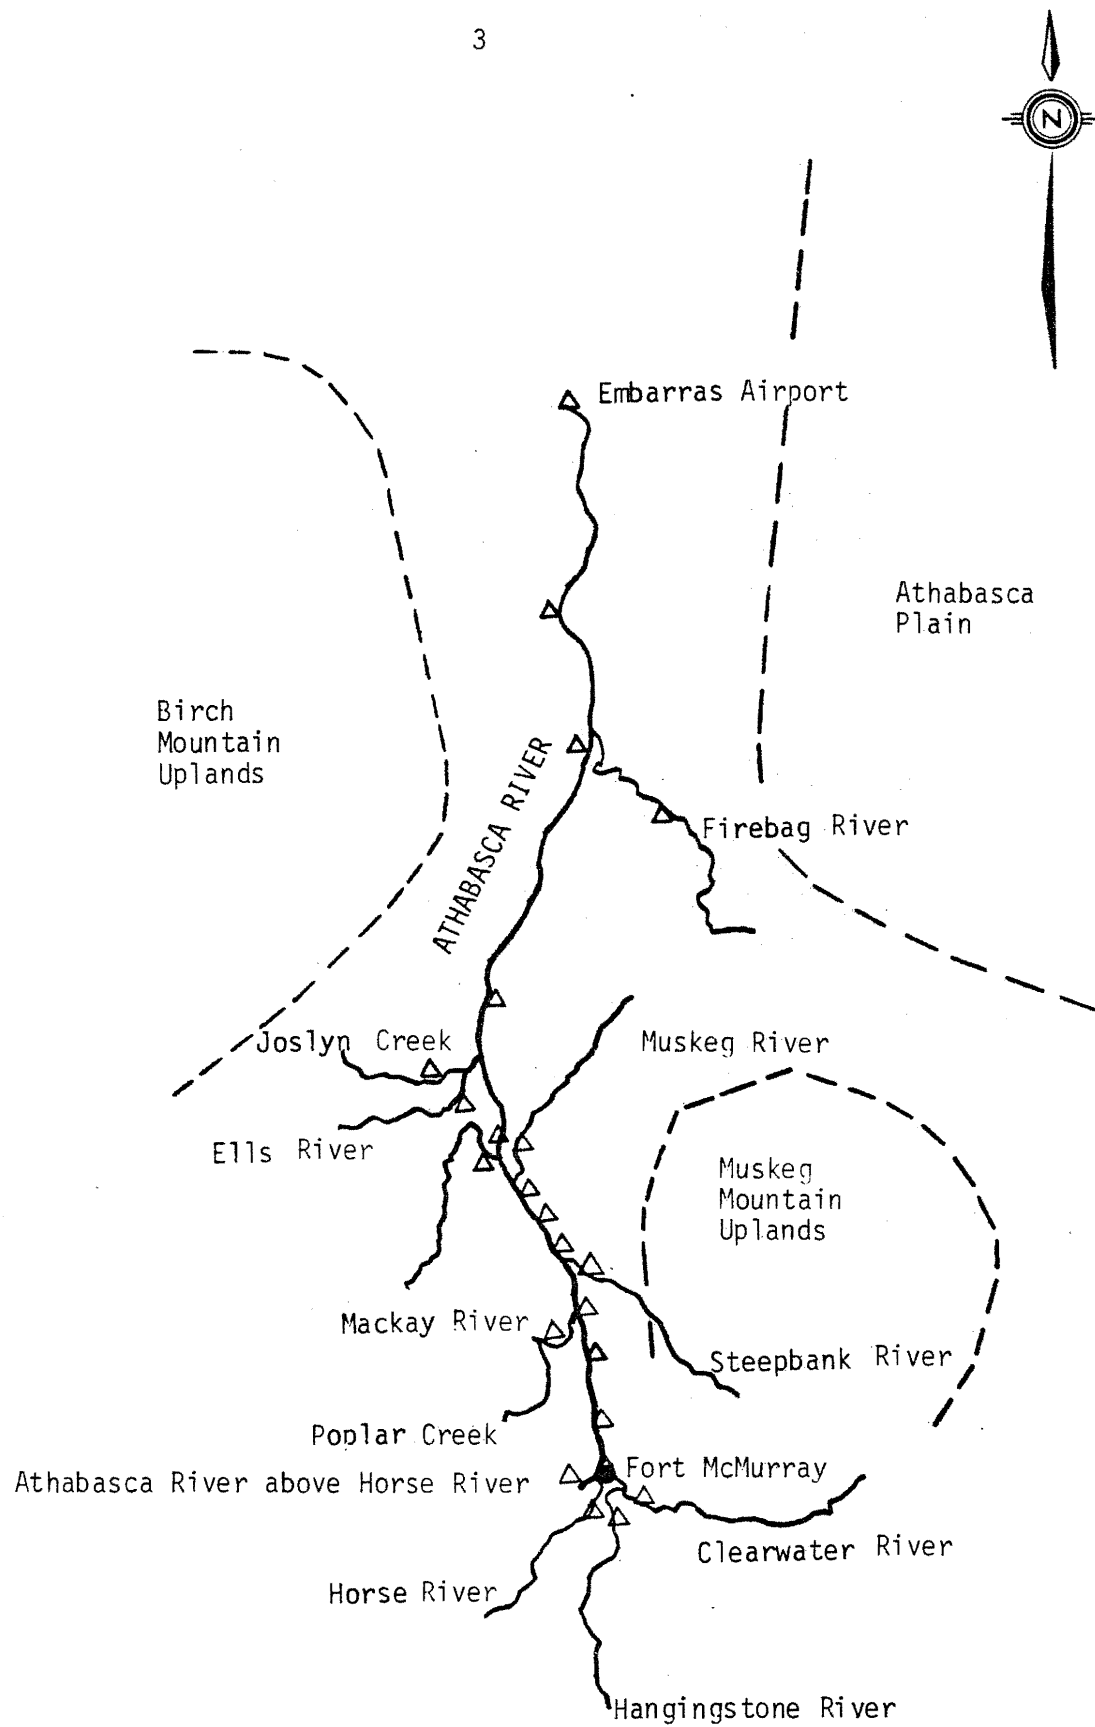 3
N
Embarras Airport
Athabasca
Plain
Birch
Mountain
Uplands
ATHABASCA RIVER
Firebag River
Joslyn Creek
Muskeg River
Ells River
Muskeg
Mountain
Uplands
Mackay River
Steepbank River
Poplar Creek
Fort McMurray
Athabasca River above Horse River
Clearwater River
Horse River
Hangingstone River